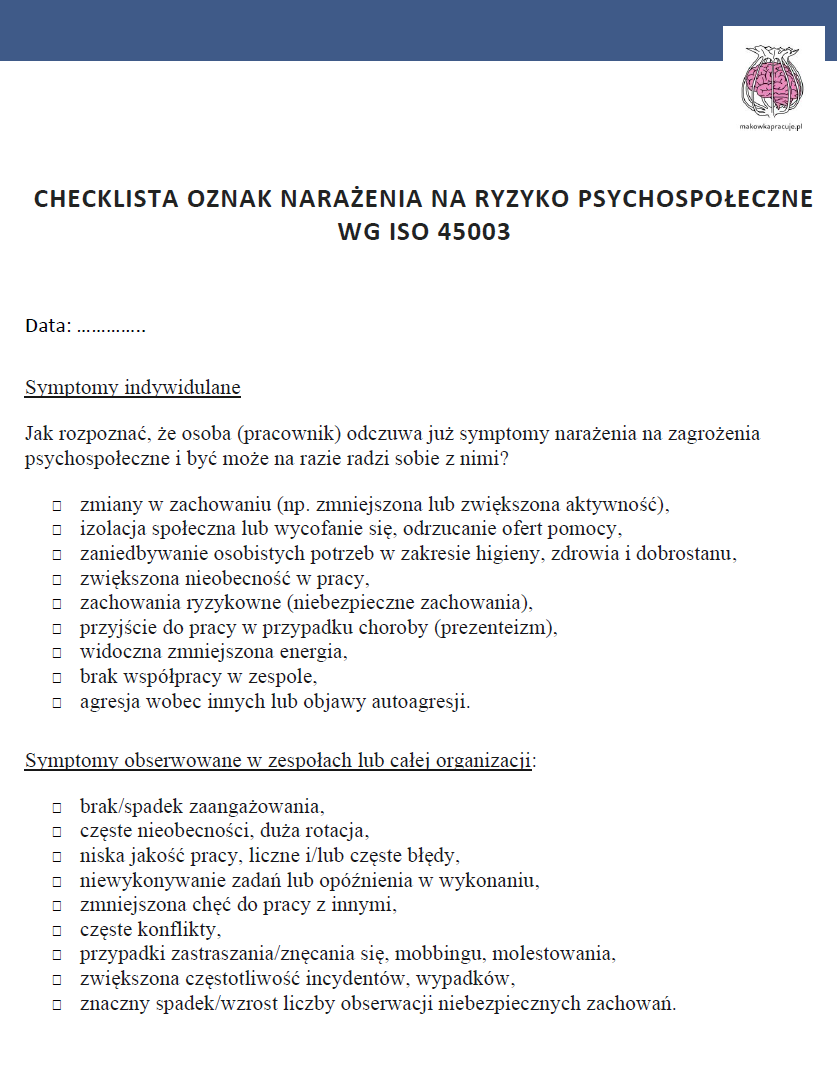 makowkapracuje.pl
CHECKLISTA OZNAK NARAŻENIA NA RYZYKO PSYCHOSPOŁECZNE
WG ISO 45003
Data: .............
Symptomy indywidulane
Jak rozpoznać, że osoba (pracownik) odczuwa już symptomy narażenia na zagrożenia
psychospołeczne i być może na razie radzi sobie z nimi?
□ zmiany w zachowaniu (np. zmniejszona lub zwiększona aktywność),
□ izolacja społeczna lub wycofanie się, odrzucanie ofert pomocy,
□ zaniedbywanie osobistych potrzeb w zakresie higieny, zdrowia i dobrostanu,
□ zwiększona nieobecność w pracy,
□ zachowania ryzykowne (niebezpieczne zachowania),
□ przyjście do pracy w przypadku choroby (prezenteizm),
□ widoczna zmniejszona energia,
□ brak współpracy w zespole,
□ agresja wobec innych lub objawy autoagresji.
Symptomy obserwowane w zespołach lub całej organizacji:
□ brak/spadek zaangażowania,
□ częste nieobecności, duża rotacja,
□ niska jakość pracy, liczne i/lub częste błędy,
□ niewykonywanie zadań lub opóźnienia w wykonaniu,
□ zmniejszona chęć do pracy z innymi,
□ częste konflikty,
□ przypadki zastraszania/znęcania się, mobbingu, molestowania,
□ zwiększona częstotliwość incydentów, wypadków,
□ znaczny spadek/wzrost liczby obserwacji niebezpiecznych zachowań.